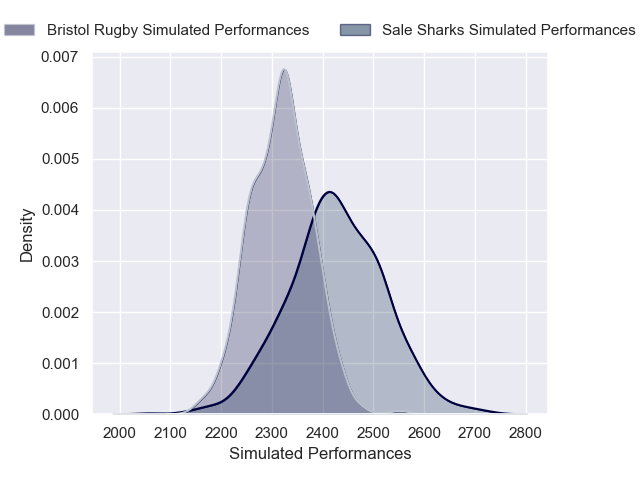 Bristol Rugby Simulated Performances Sale Sharks Simulated Performances
0.007
0.006
0.005
0.004
0.003
0.002
0.001
0.000
Density
2000 2100 2200 2300 2400 2500 2600 2700 2800
Simulated Performances